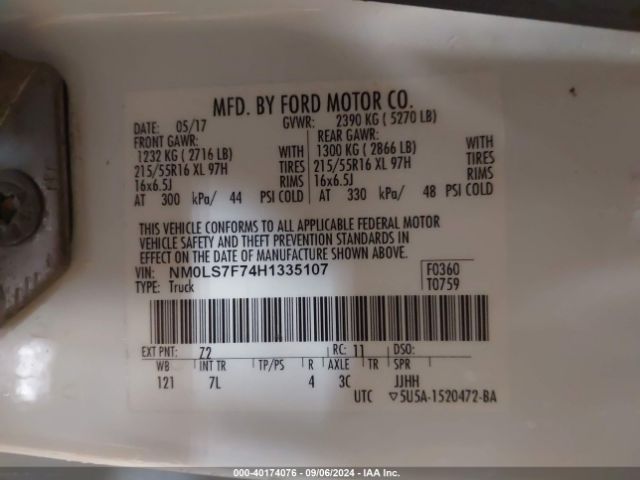 MFD. BY FORD MOTOR CO.
DATE: 05/17 GVWR: 2390 KG ( 5270 LB)
FRONT GAWR: REAR GAWR:
1232 KG ( 2716 LB) WITH 1300 KG ( 2866 LB) WITH
215/55R16 XL 97H TIRES 215/55R16 XL 97H TIRES
16x6.5J RIMS 16x6.5J RIMS
AT 300 kPa/ 44 PSI COLD AT 330 kPa/ 48 PSI COLD
THIS VEHICLE CONFORMS TO ALL APPLICABLE FEDERAL MOTOR
VEHICLE SAFETY AND THEFT PREVENTION STANDARDS IN
EFFECT ON THE DATE OF MANUFACTURE SHOWN ABOVE.
VIN: NM0LS7F74H1335107 F0360
TYPE: Truck T0759
EXT PNT: Z2 RC: 11 DSO:
WB INT TR TP/PS R AXLE TR SPR
121 7L 4 3C JJHH
UTC ▽5U5A-1520472-BA
000-40174076 - 09/06/2024 - IAA Inc.